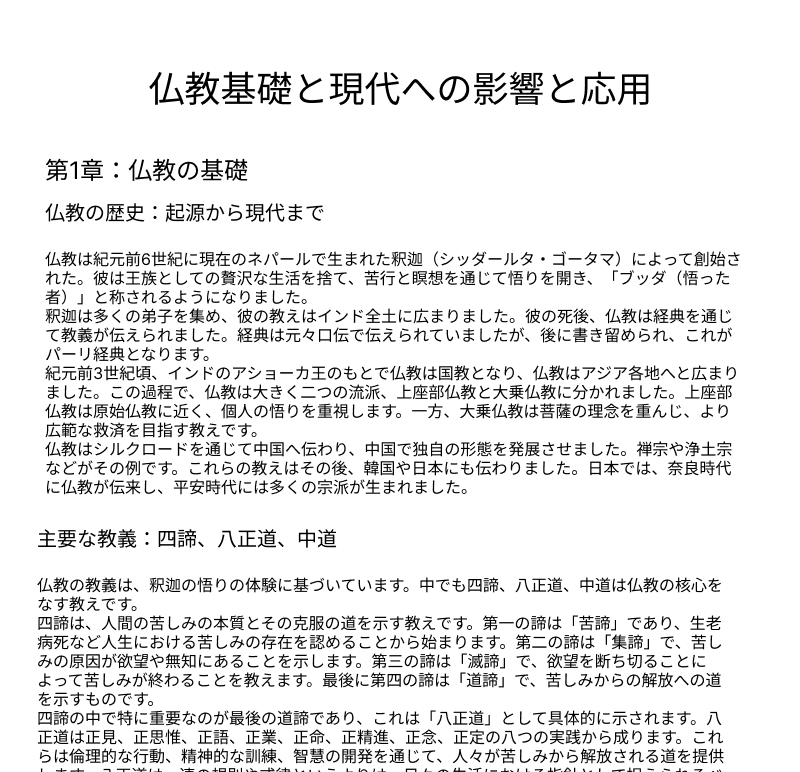 仏教基礎と現代への影響と応用
第1章：仏教の基礎
仏教の歴史：起源から現代まで
仏教は紀元前6世紀に現在のネパールで生まれた釈迦（シッダールタ・ゴータマ）によって創始さ
れた。彼は王族としての贅沢な生活を捨て、苦行と瞑想を通じて悟りを開き、「ブッダ（悟った
者）」と称されるようになりました。
釈迦は多くの弟子を集め、彼の教えはインド全土に広まりました。彼の死後、仏教は経典を通じ
て教義が伝えられました。経典は元々口伝で伝えられていましたが、後に書き留められ、これが
パーリ経典となります。
紀元前3世紀頃、インドのアショーカ王のもとで仏教は国教となり、仏教はアジア各地へと広まり
ました。この過程で、仏教は大きく二つの流派、上座部仏教と大乗仏教に分かれました。上座部
仏教は原始仏教に近く、個人の悟りを重視します。一方、大乗仏教は菩薩の理念を重んじ、より
広範な救済を目指す教えです。
仏教はシルクロードを通じて中国へ伝わり、中国で独自の形態を発展させました。禅宗や浄土宗
などがその例です。これらの教えはその後、韓国や日本にも伝わりました。日本では、奈良時代
に仏教が伝来し、平安時代には多くの宗派が生まれました。
主要な教義：四諦、八正道、中道
仏教の教義は、釈迦の悟りの体験に基づいています。中でも四諦、八正道、中道は仏教の核心を
なす教えです。
四諦は、人間の苦しみの本質とその克服の道を示す教えです。第一の諦は「苦諦」であり、生老
病死など人生における苦しみの存在を認めることから始まります。第二の諦は「集諦」で、苦し
みの原因が欲望や無知にあることを示します。第三の諦は「滅諦」で、欲望を断ち切ることに
よって苦しみが終わることを教えます。最後に第四の諦は「道諦」で、苦しみからの解放への道
を示すものです。
四諦の中で特に重要なのが最後の道諦であり、これは「八正道」として具体的に示されます。八
正道は正見、正思惟、正語、正業、正命、正精進、正念、正定の八つの実践から成ります。これ
らは倫理的な行動、精神的な訓練、智慧の開発を通じて、人々が苦しみから解放される道を提供